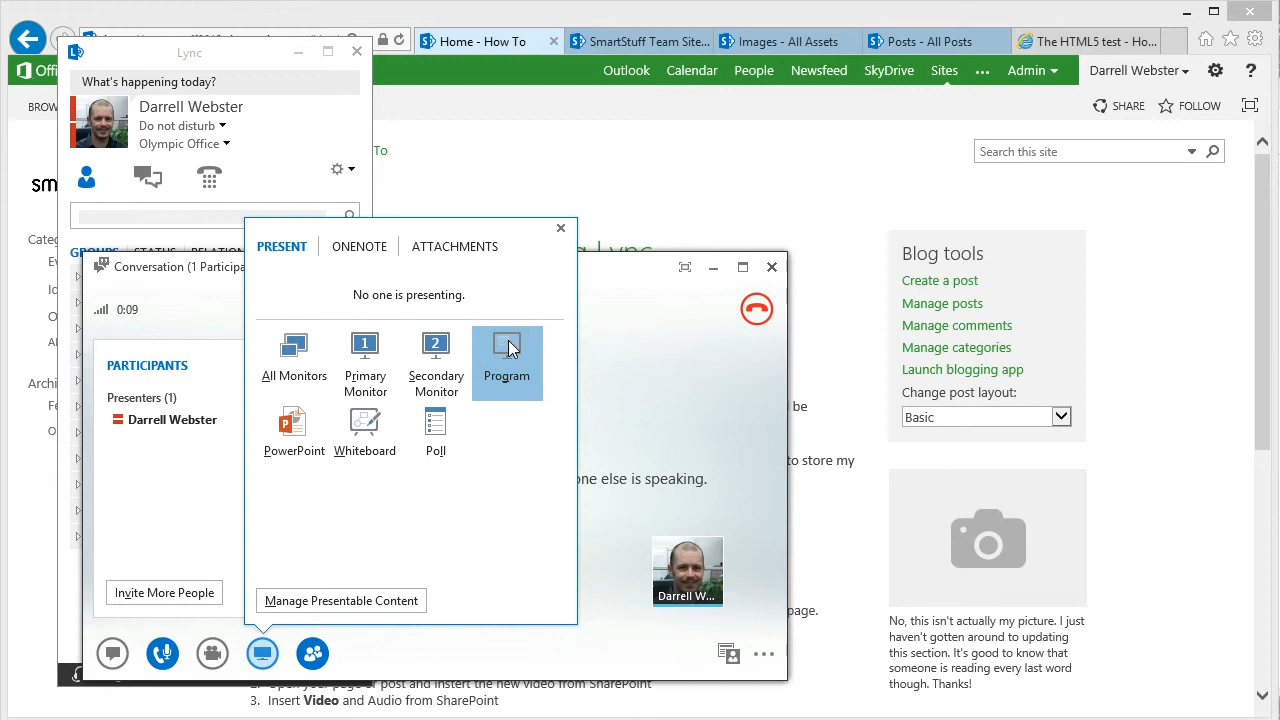 Home - How To
SmartStuff Team Site...
Images - All Assets
Posts - All Posts
The HTML5 test - Ho...
Outlook
Calendar
People
Newsfeed
SkyDrive
Sites
Admin
Darrell Webster
?
SHARE
FOLLOW
Search this site
To
Lync
What's happening today?
Darrell Webster
Do not disturb
Olympic Office
PRESENT
ONENOTE
ATTACHMENTS
No one is presenting.
1
2
All Monitors
Primary
Monitor
Secondary
Monitor
Program
PowerPoint
Whiteboard
Poll
Manage Presentable Content
Conversation (1 Participa
0:09
PARTICIPANTS
Presenters (1)
Darrell Webster
Invite More People
one else is speaking.
Darrell W...
Lync
be
to store my
page.
Blog tools
Create a post
Manage posts
Manage comments
Manage categories
Launch blogging app
Change post layout:
Basic
No, this isn't actually my picture. I just
haven't gotten around to updating
this section. It's good to know that
someone is reading every last word
though. Thanks!
3. Insert Video and Audio from SharePoint